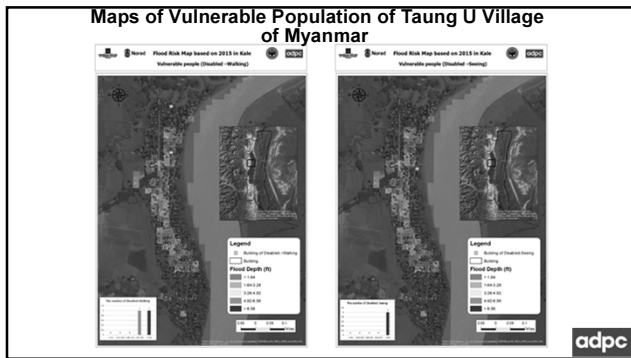 Maps of Vulnerable Population of Taung U Village
of Myanmar
Norad
Flood Risk Map based on 2015 in Kale
adpc
Vulnerable people (Disabled -Walking)
Legend
Building of Disabled -Walking
Building
Flood Depth (ft)
< 1.64
1.64-3.28
3.28-4.92
4.92-6.56
> 6.56
Norad
Flood Risk Map based on 2015 in Kale
adpc
Vulnerable people (Disabled -Seeing)
Legend
Building of Disabled-Seeing
Building
Flood Depth (ft)
< 1.64
1.64-3.28
3.28-4.92
4.92-6.56
> 6.56
adpc